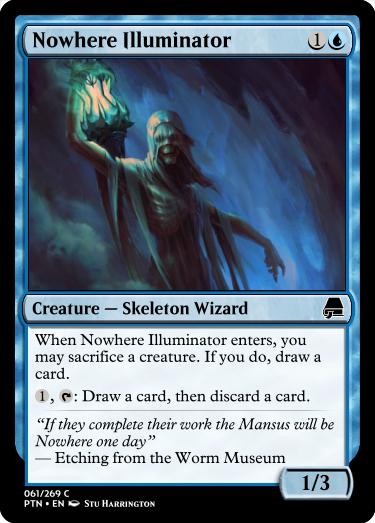 Nowhere Illuminator 1
Creature — Skeleton Wizard
When Nowhere Illuminator enters, you
may sacrifice a creature. If you do, draw a
card.
1, : Draw a card, then discard a card.
“If they complete their work the Mansus will be
Nowhere one day”
— Etching from the Worm Museum
1/3
061/269 C
PTN • EN Stu Harrington